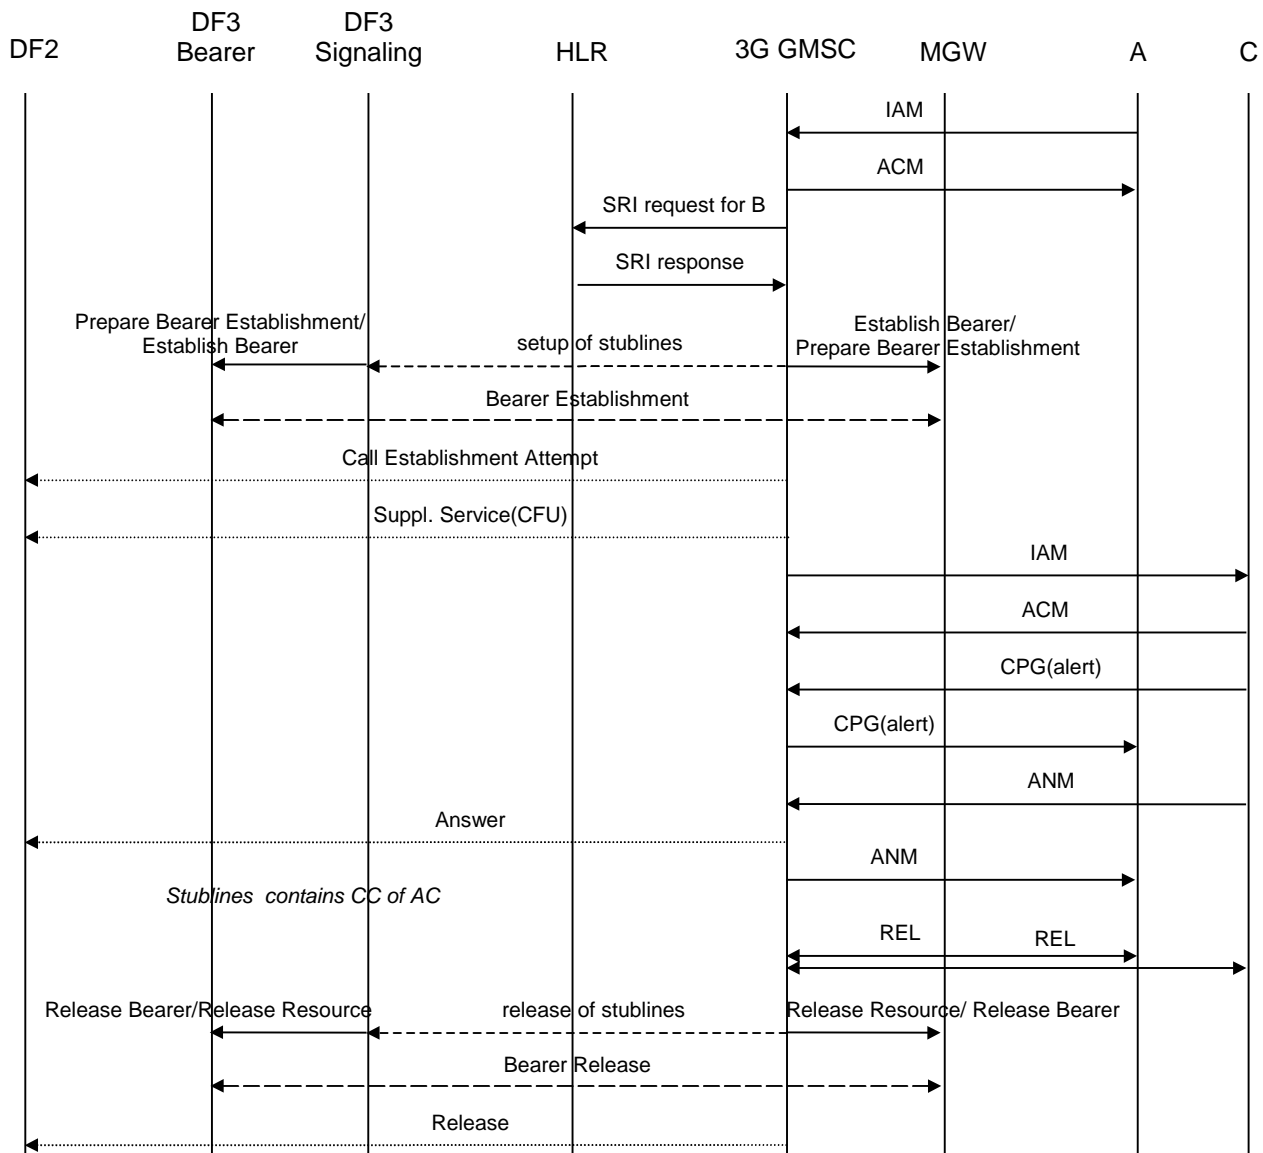 DF2
DF3
Bearer
DF3
Signaling
HLR
3G GMSC
MGW
A
C
IAM
ACM
SRI request for B
SRI response
Prepare Bearer Establishment/
Establish Bearer
setup of stublines
Establish Bearer/
Prepare Bearer Establishment
Bearer Establishment
Call Establishment Attempt
Suppl. Service(CFU)
IAM
ACM
CPG(alert)
CPG(alert)
ANM
Answer
ANM
Stublines contains CC of AC
REL
REL
Release Bearer/Release Resource
release of stublines
Release Resource/ Release Bearer
Bearer Release
Release